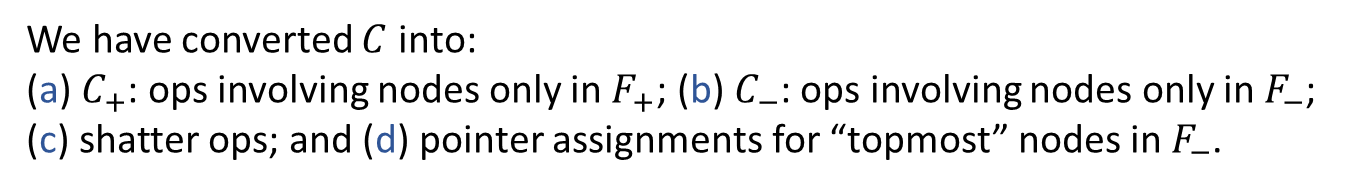 We have converted C into:
(a) C₊: ops involving nodes only in F₊; (b) C₋: ops involving nodes only in F₋;
(c) shatter ops; and (d) pointer assignments for “topmost” nodes in F₋.